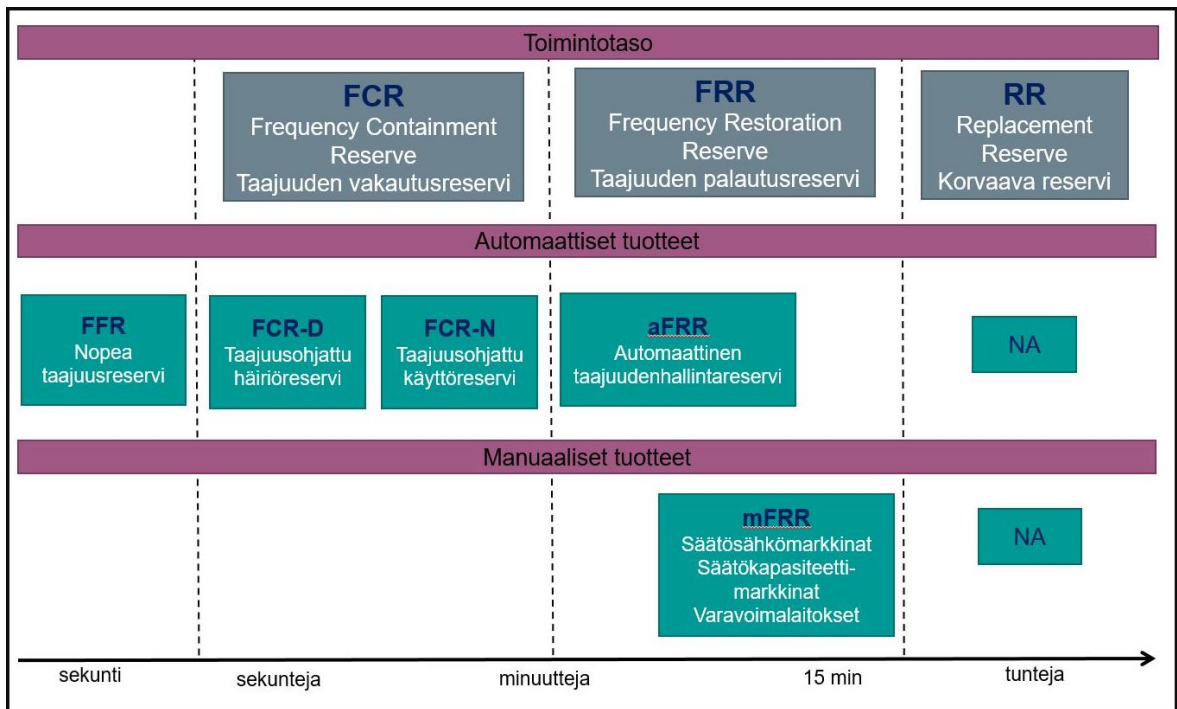 Toimintotaso
FCR
Frequency Containment
Reserve
Taajuuden vakautusreservi
FRR
Frequency Restoration
Reserve
Taajuuden palautusreservi
RR
Replacement
Reserve
Korvaava reservi
Automaattiset tuotteet
FFR
Nopea
taajuusreservi
FCR-D
Taajuusohjattu
häiriöreservi
FCR-N
Taajuusohjattu
käyttöreservi
aFRR
Automaattinen
taajuudenhallintareservi
NA
Manuaaliset tuotteet
mFRR
Säätösähkömarkkinat
Säätökapasiteetti-
markkinat
Varavoimalaitokset
NA
sekunti
sekunteja
minuutteja
15 min
tunteja